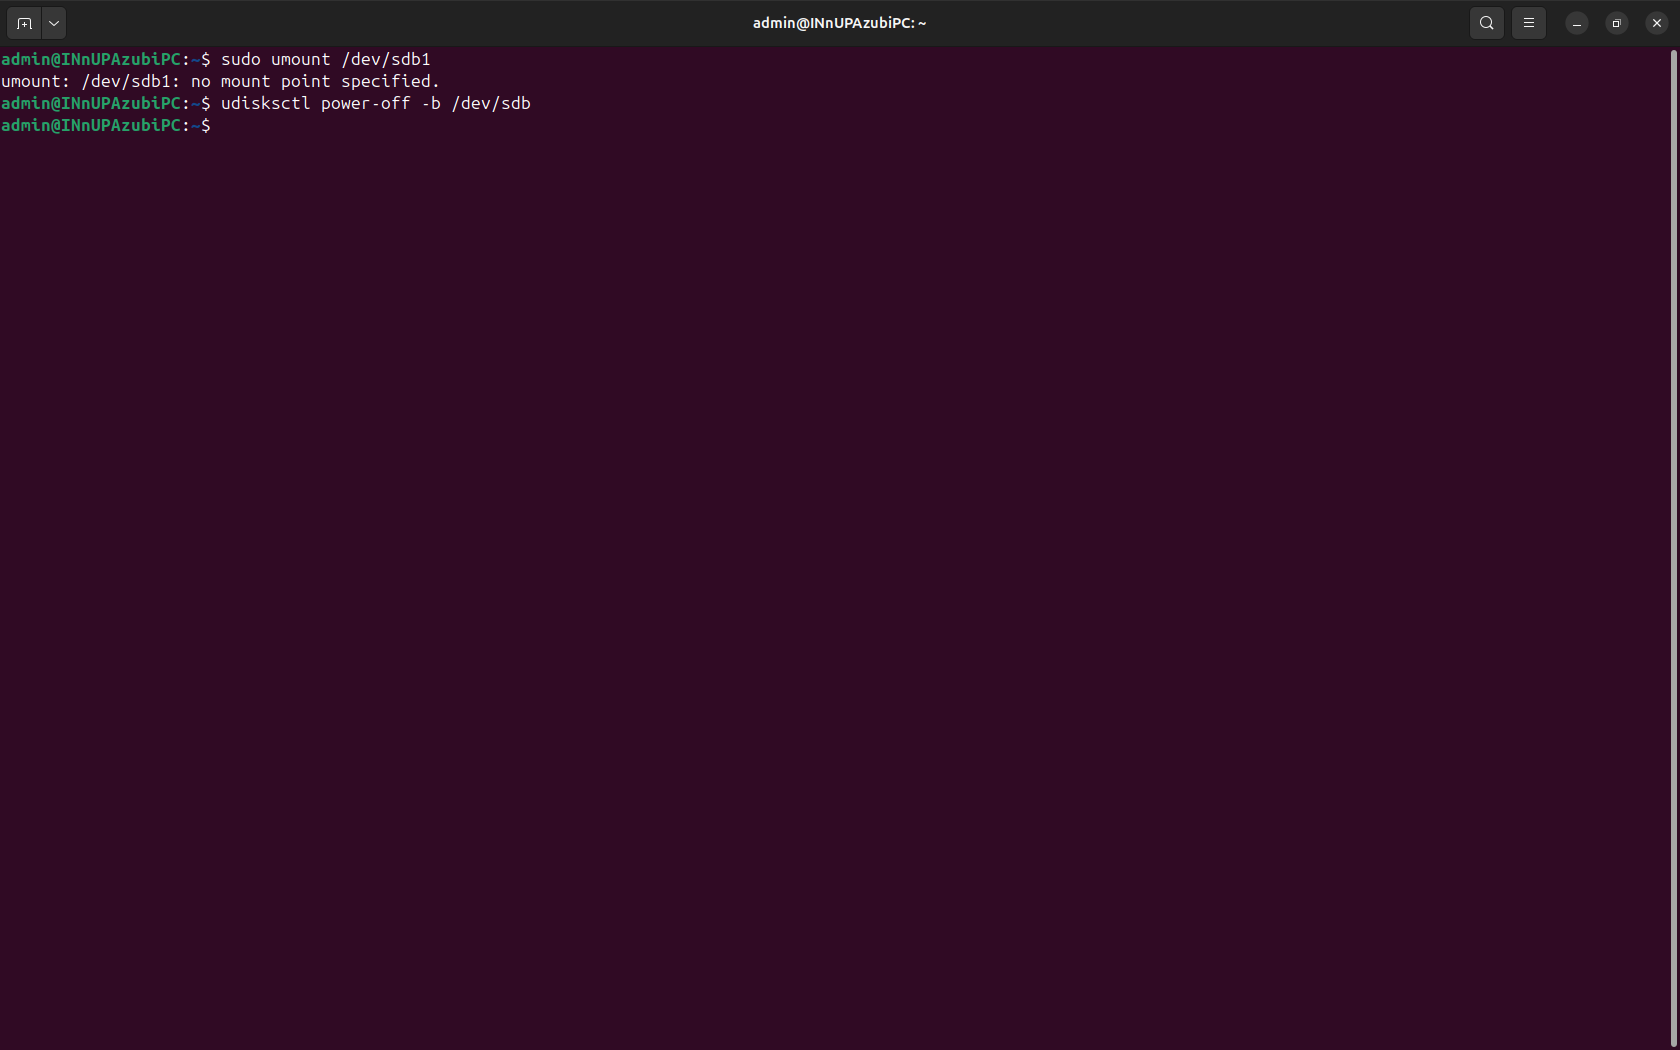 admin@INnUPAzubiPC: ~
admin@INnUPAzubiPC:~$ sudo umount /dev/sdb1
umount: /dev/sdb1: no mount point specified.
admin@INnUPAzubiPC:~$ udisksctl power-off -b /dev/sdb
admin@INnUPAzubiPC:~$